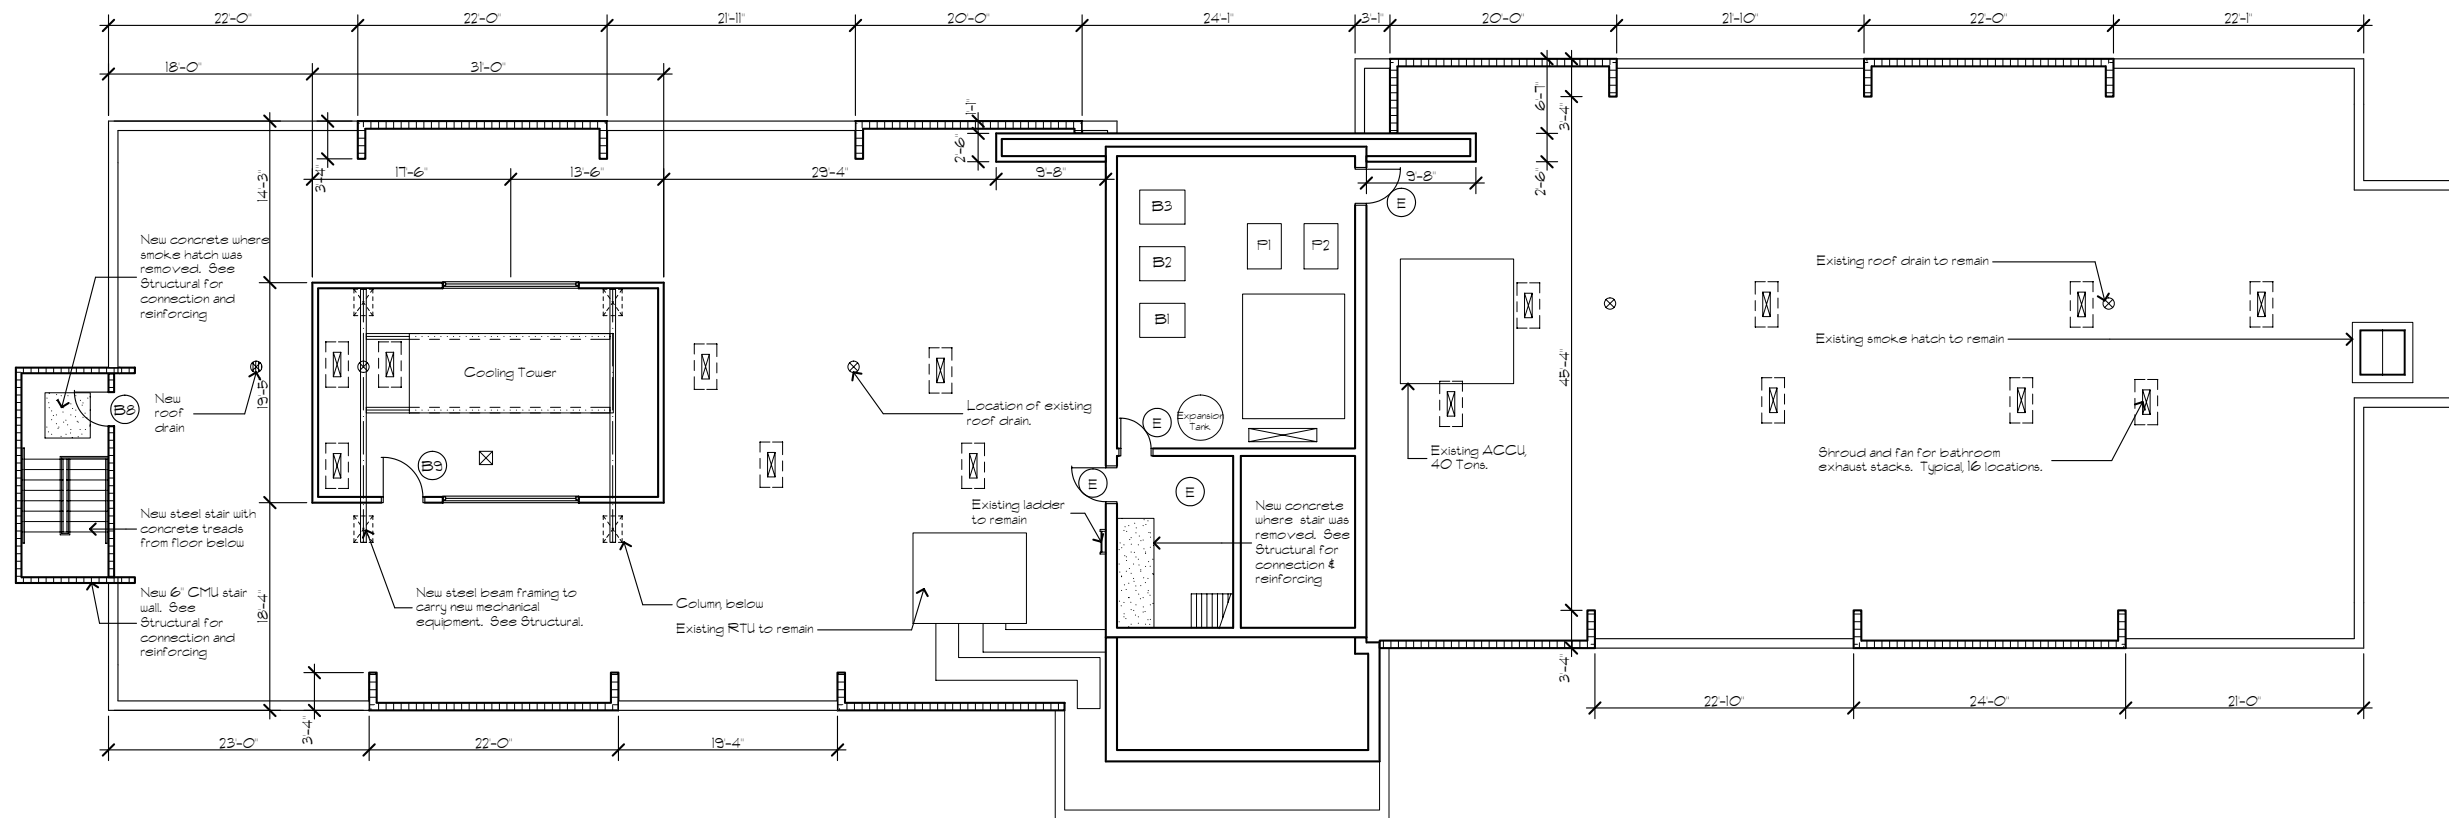 22'-0"
22'-0"
21'-11"
20'-0"
24'-1"
3'-1"
20'-0"
21'-10"
22'-0"
22'-1"
18'-0"
31'-0"
1'-1"
6'-7"
3'-4"
2'-6"
2'-6"
3'-4"
17'-6"
13'-6"
29'-4"
9'-8"
9'-8"
14'-3"
E
B3
B2
B1
P1
P2
New concrete where
smoke hatch was
removed. See
Structural for
connection and
reinforcing
Existing roof drain to remain
Existing smoke hatch to remain
Cooling Tower
19'-5"
45'-4"
B8
New
roof
drain
Location of existing
roof drain.
E
Expansion
Tank
Existing ACCU,
40 Tons.
Shroud and fan for bathroom
exhaust stacks. Typical, 16 locations.
B9
E
E
Existing ladder
to remain
New concrete
where stair was
removed. See
Structural for
connection &
reinforcing
New steel stair with
concrete treads
from floor below
New 6" CMU stair
wall. See
Structural for
connection and
reinforcing
18'-4"
New steel beam framing to
carry new mechanical
equipment. See Structural.
Column, below
Existing RTU to remain
3'-4"
3'-4"
22'-10"
24'-0"
21'-0"
23'-0"
22'-0"
19'-4"